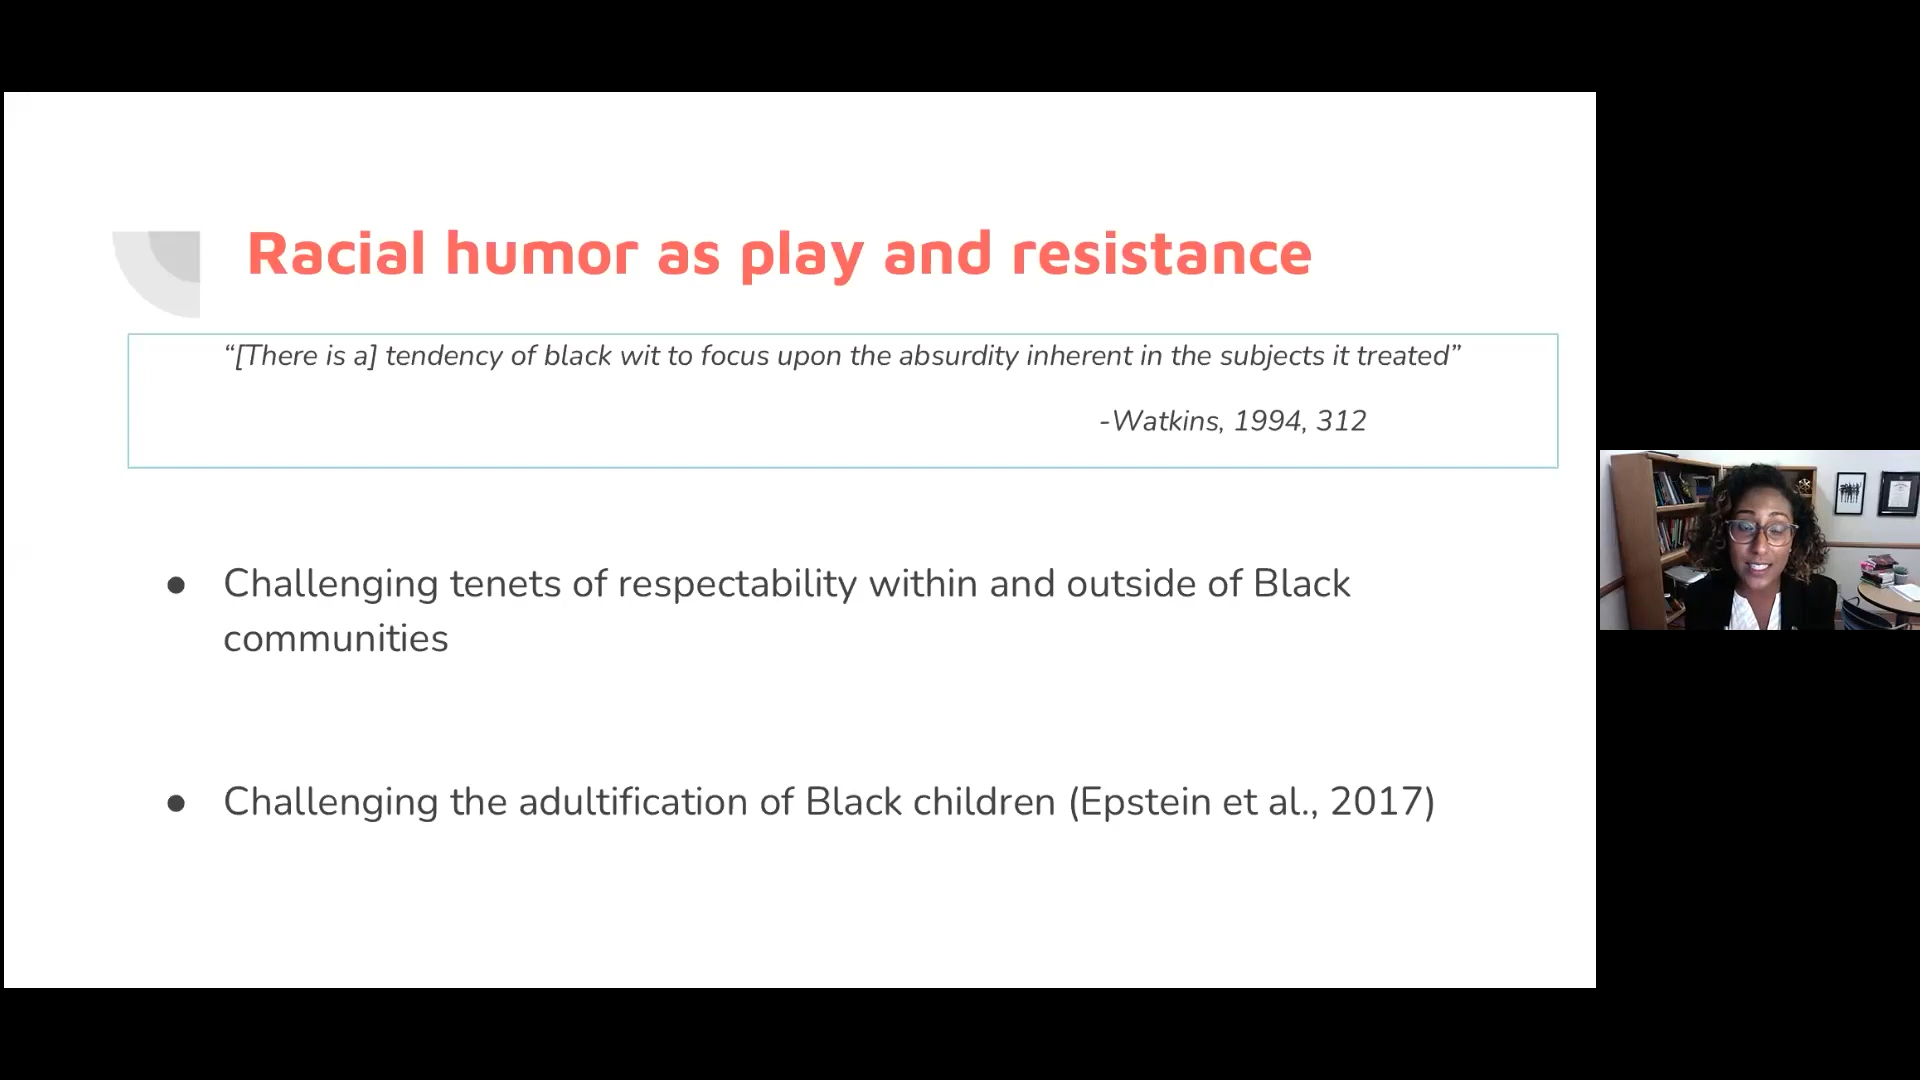 Racial humor as play and resistance
“[There is a] tendency of black wit to focus upon the absurdity inherent in the subjects it treated”
-Watkins, 1994, 312
● Challenging tenets of respectability within and outside of Black
communities
● Challenging the adultification of Black children (Epstein et al., 2017)